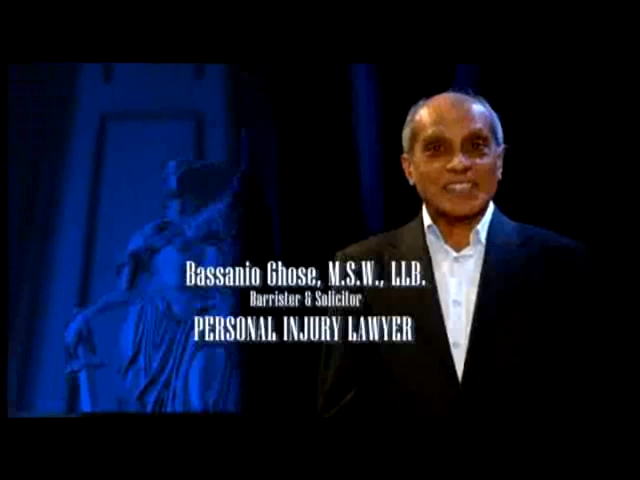 Bassanio Ghose, M.S.W., LLB.
Barrister & Solicitor
PERSONAL INJURY LAWYER